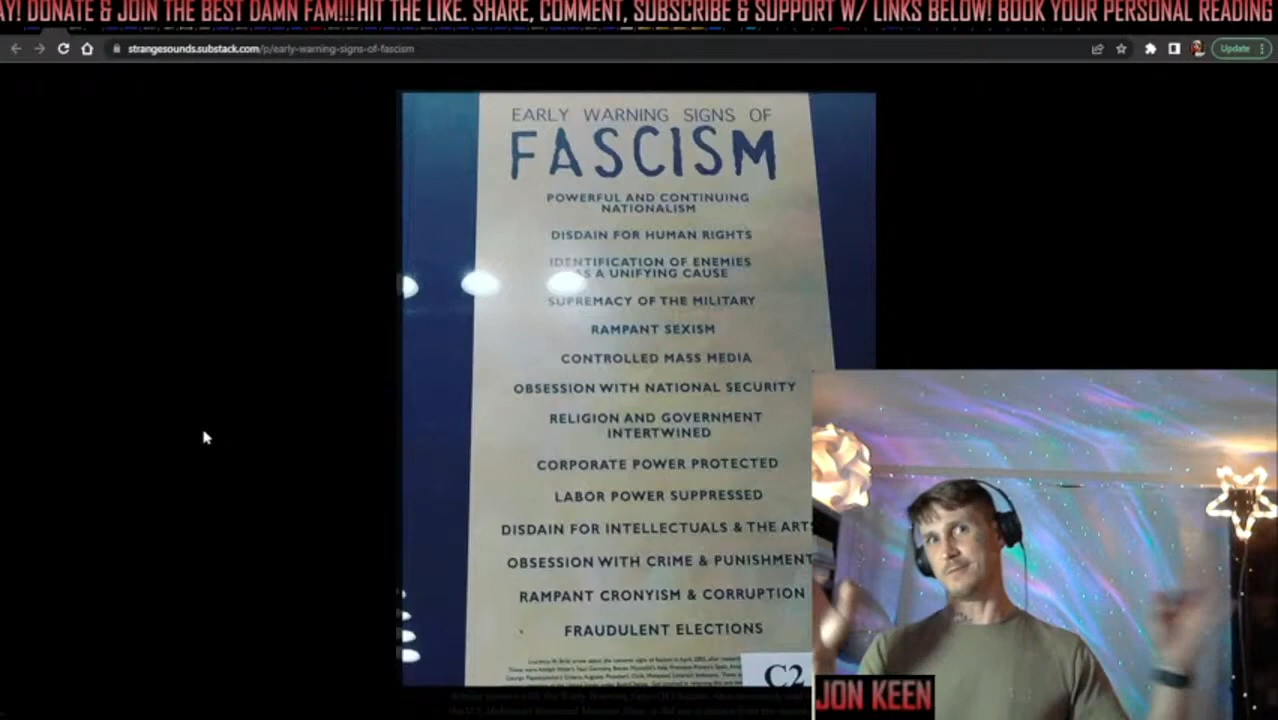 AY! DONATE & JOIN THE BEST DAMN FAM!!! HIT THE LIKE. SHARE, COMMENT, SUBSCRIBE & SUPPORT W/ LINKS BELOW! BOOK YOUR PERSONAL READING
strangesounds.substack.com/p/early-warning-signs-of-fascism
Update
EARLY WARNING SIGNS OF
FASCISM
POWERFUL AND CONTINUING
NATIONALISM
DISDAIN FOR HUMAN RIGHTS
IDENTIFICATION OF ENEMIES
AS A UNIFYING CAUSE
SUPREMACY OF THE MILITARY
RAMPANT SEXISM
CONTROLLED MASS MEDIA
OBSESSION WITH NATIONAL SECURITY
RELIGION AND GOVERNMENT
INTERTWINED
CORPORATE POWER PROTECTED
LABOR POWER SUPPRESSED
DISDAIN FOR INTELLECTUALS & THE ARTS
OBSESSION WITH CRIME & PUNISHMENT
RAMPANT CRONYISM & CORRUPTION
FRAUDULENT ELECTIONS
C2
JON KEEN